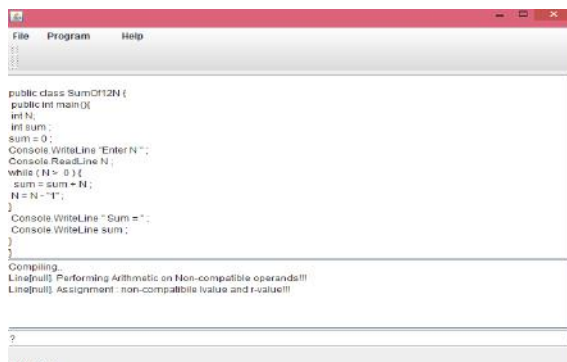 File Program Help
public class SumOf12N {
public int main(){
int N;
int sum ;
sum = 0 ;
Console.WriteLine "Enter N " ;
Console.ReadLine N ;
while ( N > 0 ) {
sum = sum + N ;
N = N - "1" ;
}
Console.WriteLine " Sum = " ;
Console.WriteLine sum ;
}
}
Compiling..
Line[null]. Performing Arithmetic on Non-compatible operands!!!
Line[null]. Assignment : non-compatibile lvalue and r-value!!!
?